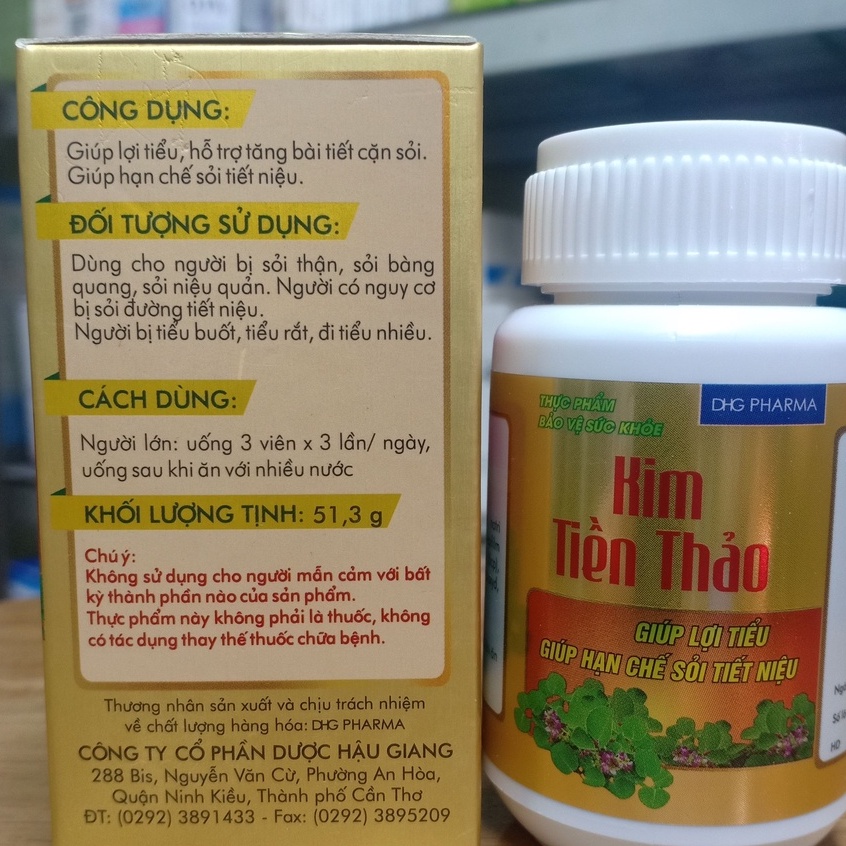 CÔNG DỤNG:
Giúp lợi tiểu, hỗ trợ tăng bài tiết cặn sỏi.
Giúp hạn chế sỏi tiết niệu.
ĐỐI TƯỢNG SỬ DỤNG:
Dùng cho người bị sỏi thận, sỏi bàng
quang, sỏi niệu quản. Người có nguy cơ
bị sỏi đường tiết niệu.
Người bị tiểu buốt, tiểu rắt, đi tiểu nhiều.
CÁCH DÙNG:
Người lớn: uống 3 viên x 3 lần/ ngày,
uống sau khi ăn với nhiều nước
KHỐI LƯỢNG TỊNH: 51,3 g
Chú ý:
Không sử dụng cho người mẫn cảm với bất
kỳ thành phần nào của sản phẩm.
Thực phẩm này không phải là thuốc, không
có tác dụng thay thế thuốc chữa bệnh.
Thương nhân sản xuất và chịu trách nhiệm
về chất lượng hàng hóa: DHG PHARMA
CÔNG TY CỔ PHẦN DƯỢC HẬU GIANG
288 Bis, Nguyễn Văn Cừ, Phường An Hòa,
Quận Ninh Kiều, Thành phố Cần Thơ
ĐT: (0292) 3891433 - Fax: (0292) 3895209
DHG PHARMA
THỰC PHẨM
BẢO VỆ SỨC KHỎE
Kim
Tiền Thảo
GIÚP LỢI TIỂU
GIÚP HẠN CHẾ SỎI TIẾT NIỆU